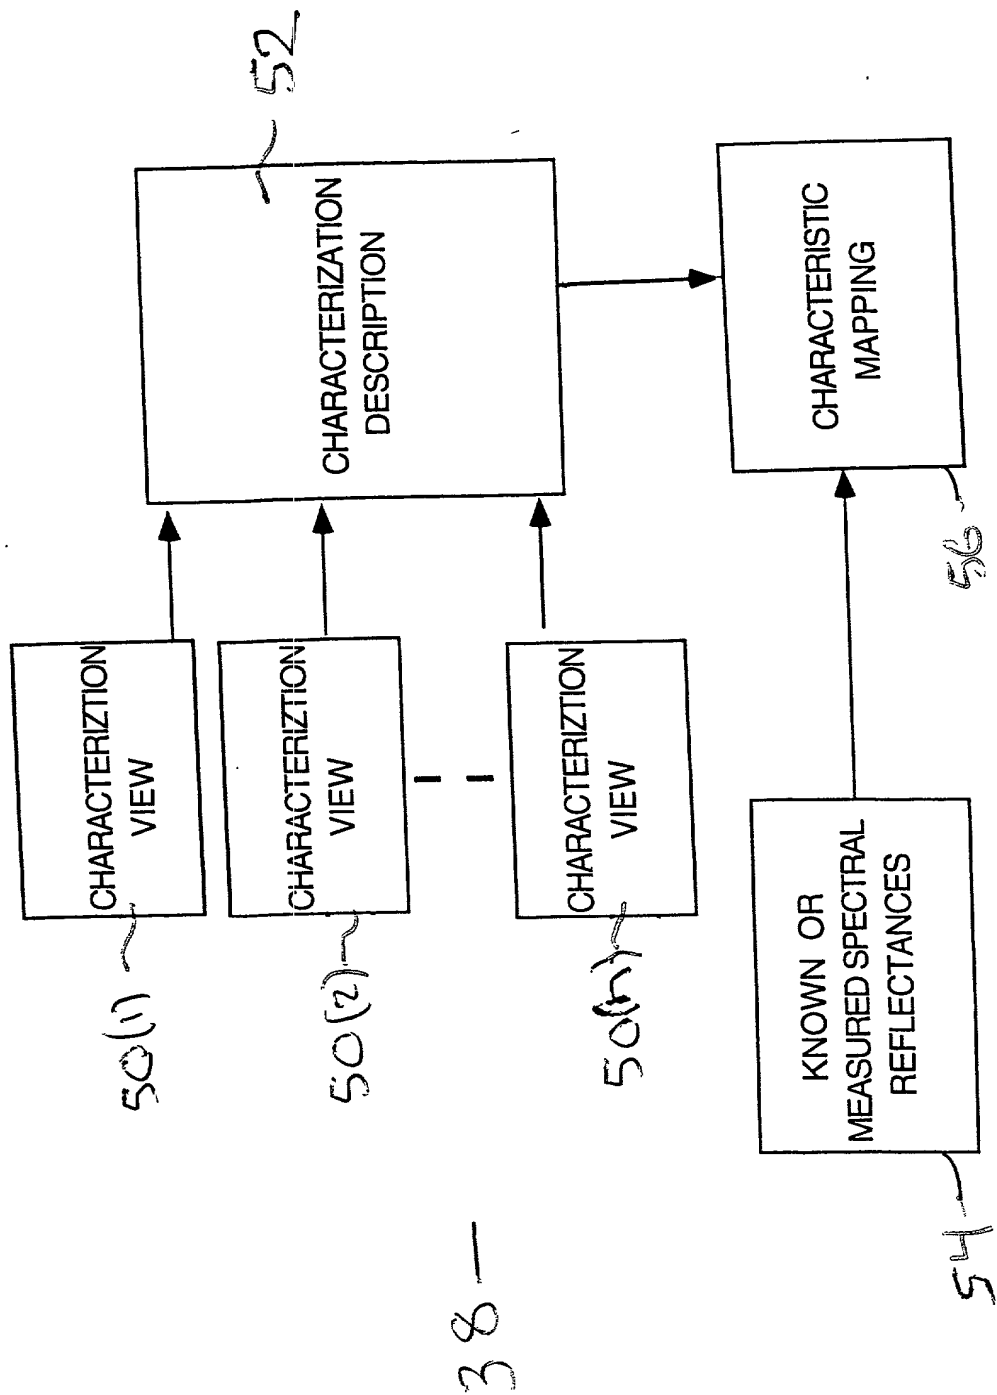 38
50(1)
CHARACTERIZTION
VIEW
50(2)
CHARACTERIZTION
VIEW
50(n)
CHARACTERIZTION
VIEW
52
CHARACTERIZATION
DESCRIPTION
54
KNOWN OR
MEASURED SPECTRAL
REFLECTANCES
56
CHARACTERISTIC
MAPPING